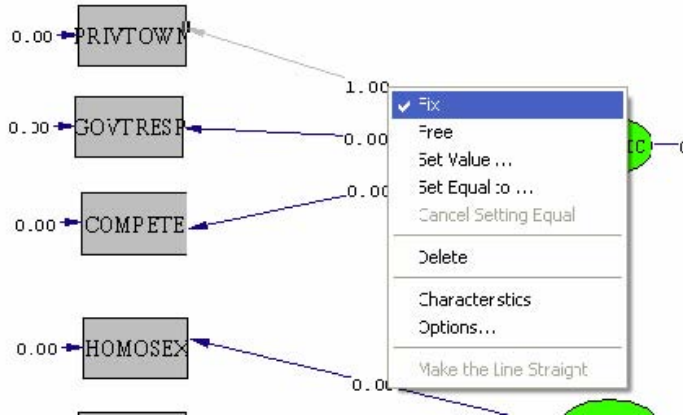 0.00 PRIVTOWN
1.00
GOVTRESP
0.00
0.00 COMPETE
0.00
0.00 HOMOSEX
0.00
Fix
Free
Set Value ...
Set Equal to ...
Cancel Setting Equal
Delete
Characteristics
Options...
Make the Line Straight